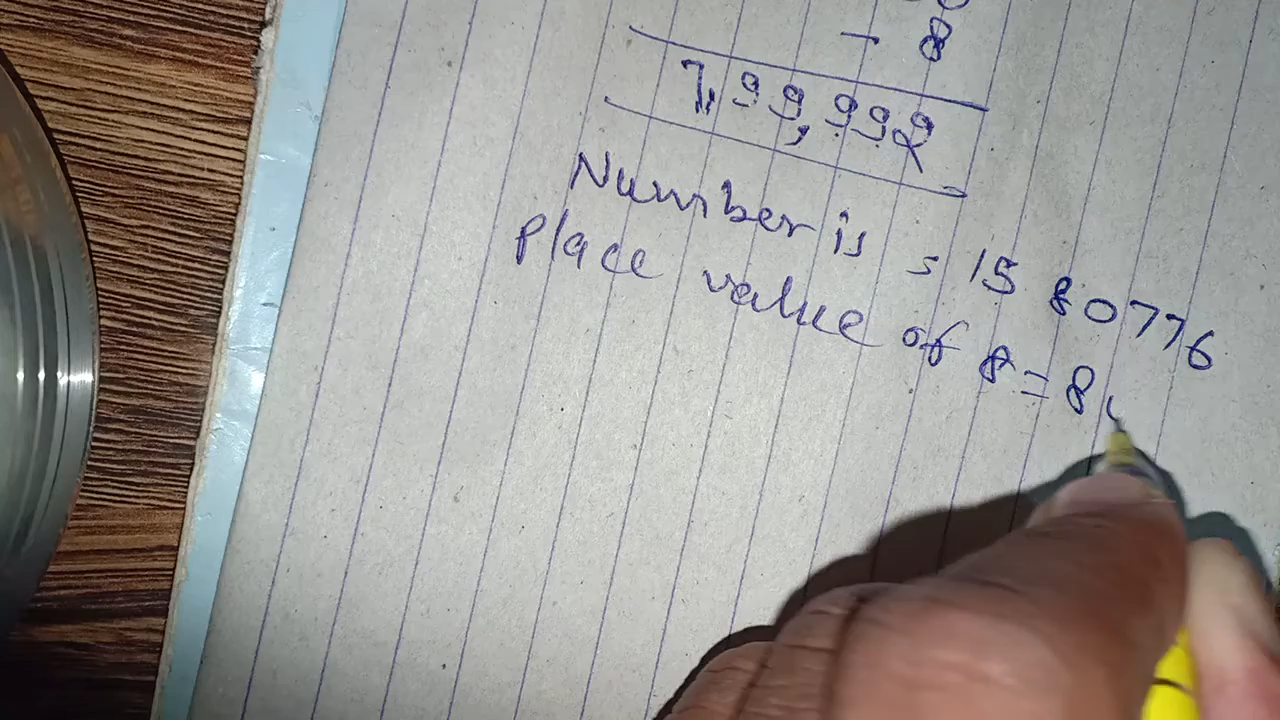 - 8
7,99,992
Number is = 15 80776
Place value of 8 = 8